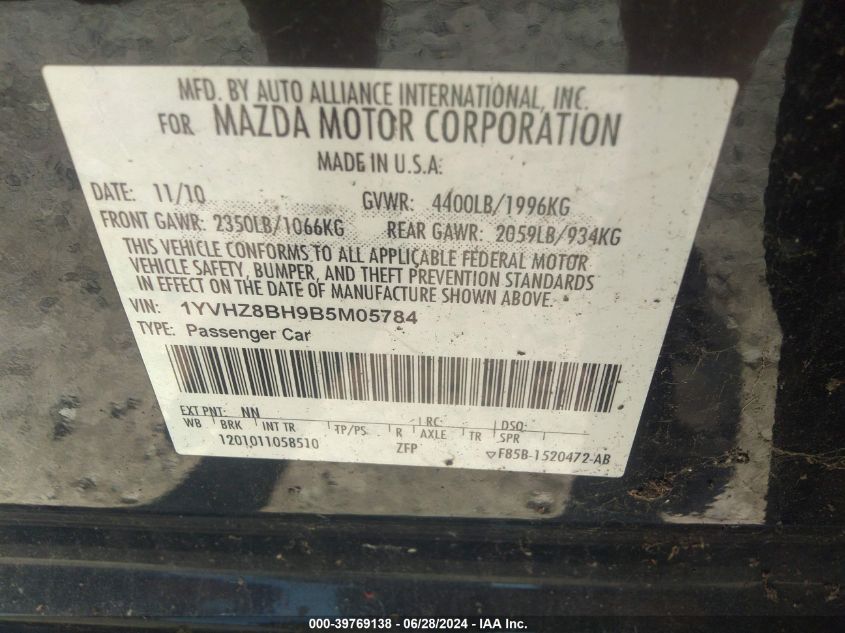 MFD. BY AUTO ALLIANCE INTERNATIONAL, INC.
FOR MAZDA MOTOR CORPORATION
MADE IN U.S.A:
DATE: 11/10 GVWR: 4400LB/1996KG
FRONT GAWR: 2350LB/1066KG REAR GAWR: 2059LB/934KG
THIS VEHICLE CONFORMS TO ALL APPLICABLE FEDERAL MOTOR
VEHICLE SAFETY, BUMPER, AND THEFT PREVENTION STANDARDS
IN EFFECT ON THE DATE OF MANUFACTURE SHOWN ABOVE.
VIN: 1YVHZ8BH9B5M05784
TYPE: Passenger Car
EXT PNT: NN RC: DSO:
WB BRK INT TR TP/PS R AXLE TR SPR
1201011058510 ZFP ▽F85B-1520472-AB
000-39769138 - 06/28/2024 - IAA Inc.